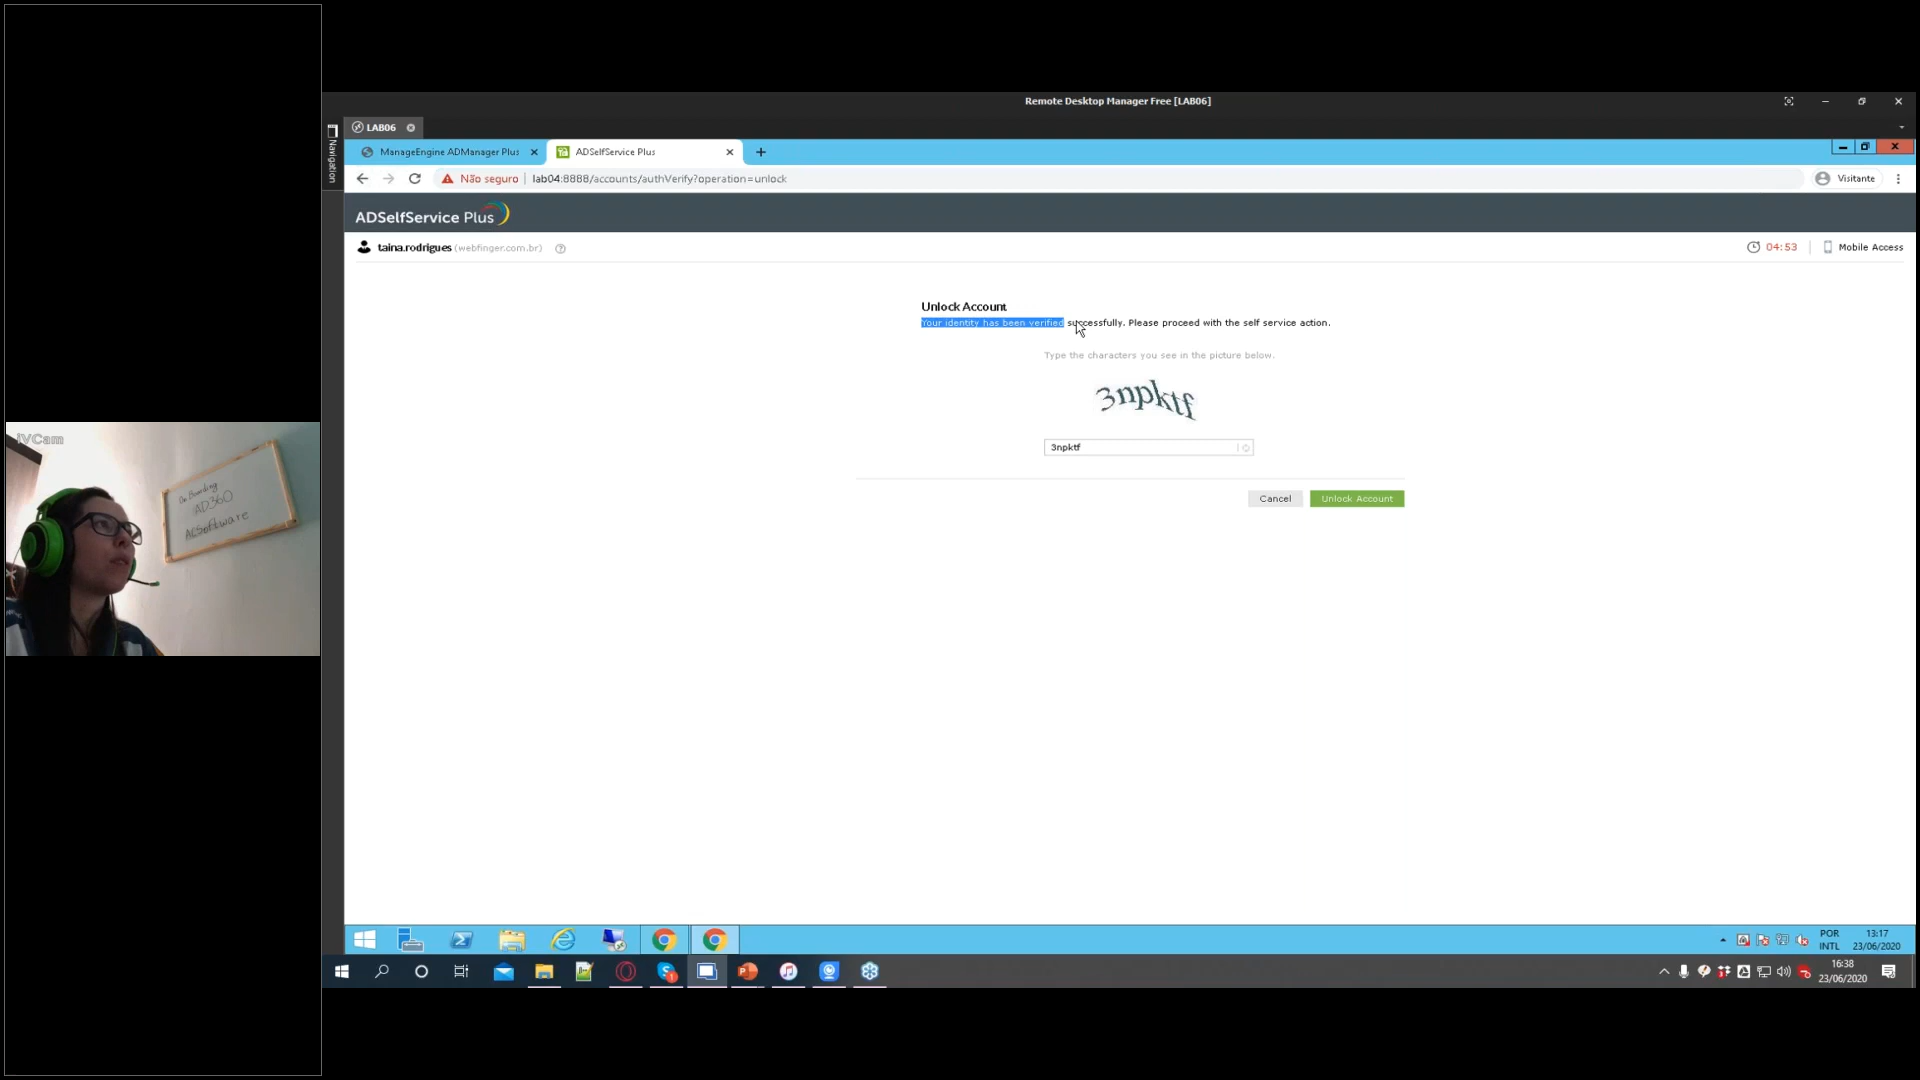 Remote Desktop Manager Free [LAB06]
LAB06
Navigation
ManageEngine ADManager Plus
ADSelfService Plus
Não seguro
lab04:8888/accounts/authVerify?operation=unlock
Visitante
ADSelfService Plus
taina.rodrigues (webfinger.com.br)
04:53
Mobile Access
Unlock Account
Your identity has been verified successfully. Please proceed with the self service action.
Type the characters you see in the picture below.
3npktf
3npktf
Cancel
Unlock Account
iVCam
On Boarding
AD360
ACSoftware
POR
INTL
13:17
23/06/2020
16:38
23/06/2020